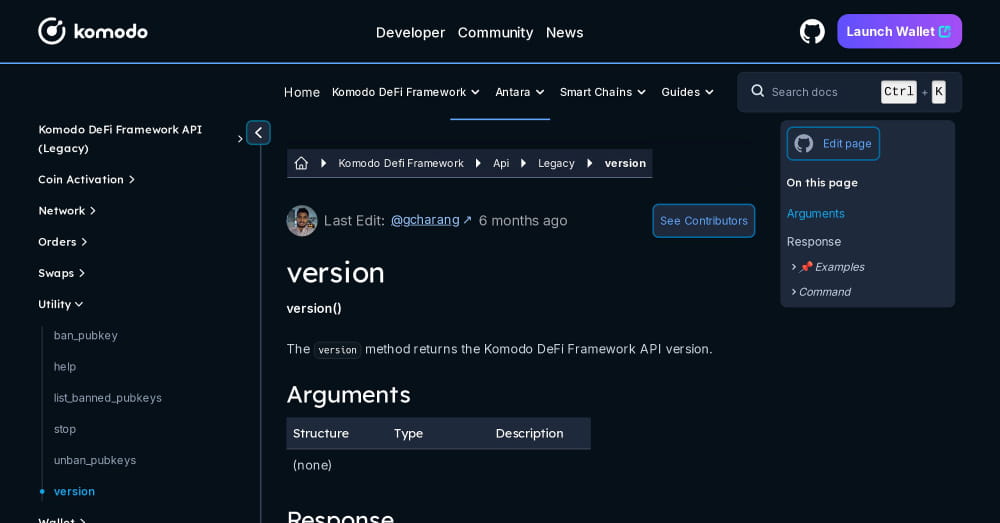 komodo
Developer Community News
Launch Wallet
Home Komodo DeFi Framework Antara Smart Chains Guides
Search docs Ctrl + K
Komodo DeFi Framework API
(Legacy)
Coin Activation
Network
Orders
Swaps
Utility
ban_pubkey
help
list_banned_pubkeys
stop
unban_pubkeys
version
Wallet
Komodo Defi Framework Api Legacy version
Last Edit: @gcharang ↗ 6 months ago
See Contributors
version
version()
The version method returns the Komodo DeFi Framework API version.
Arguments
Structure Type Description
(none)
Response
Edit page
On this page
Arguments
Response
📌 Examples
Command